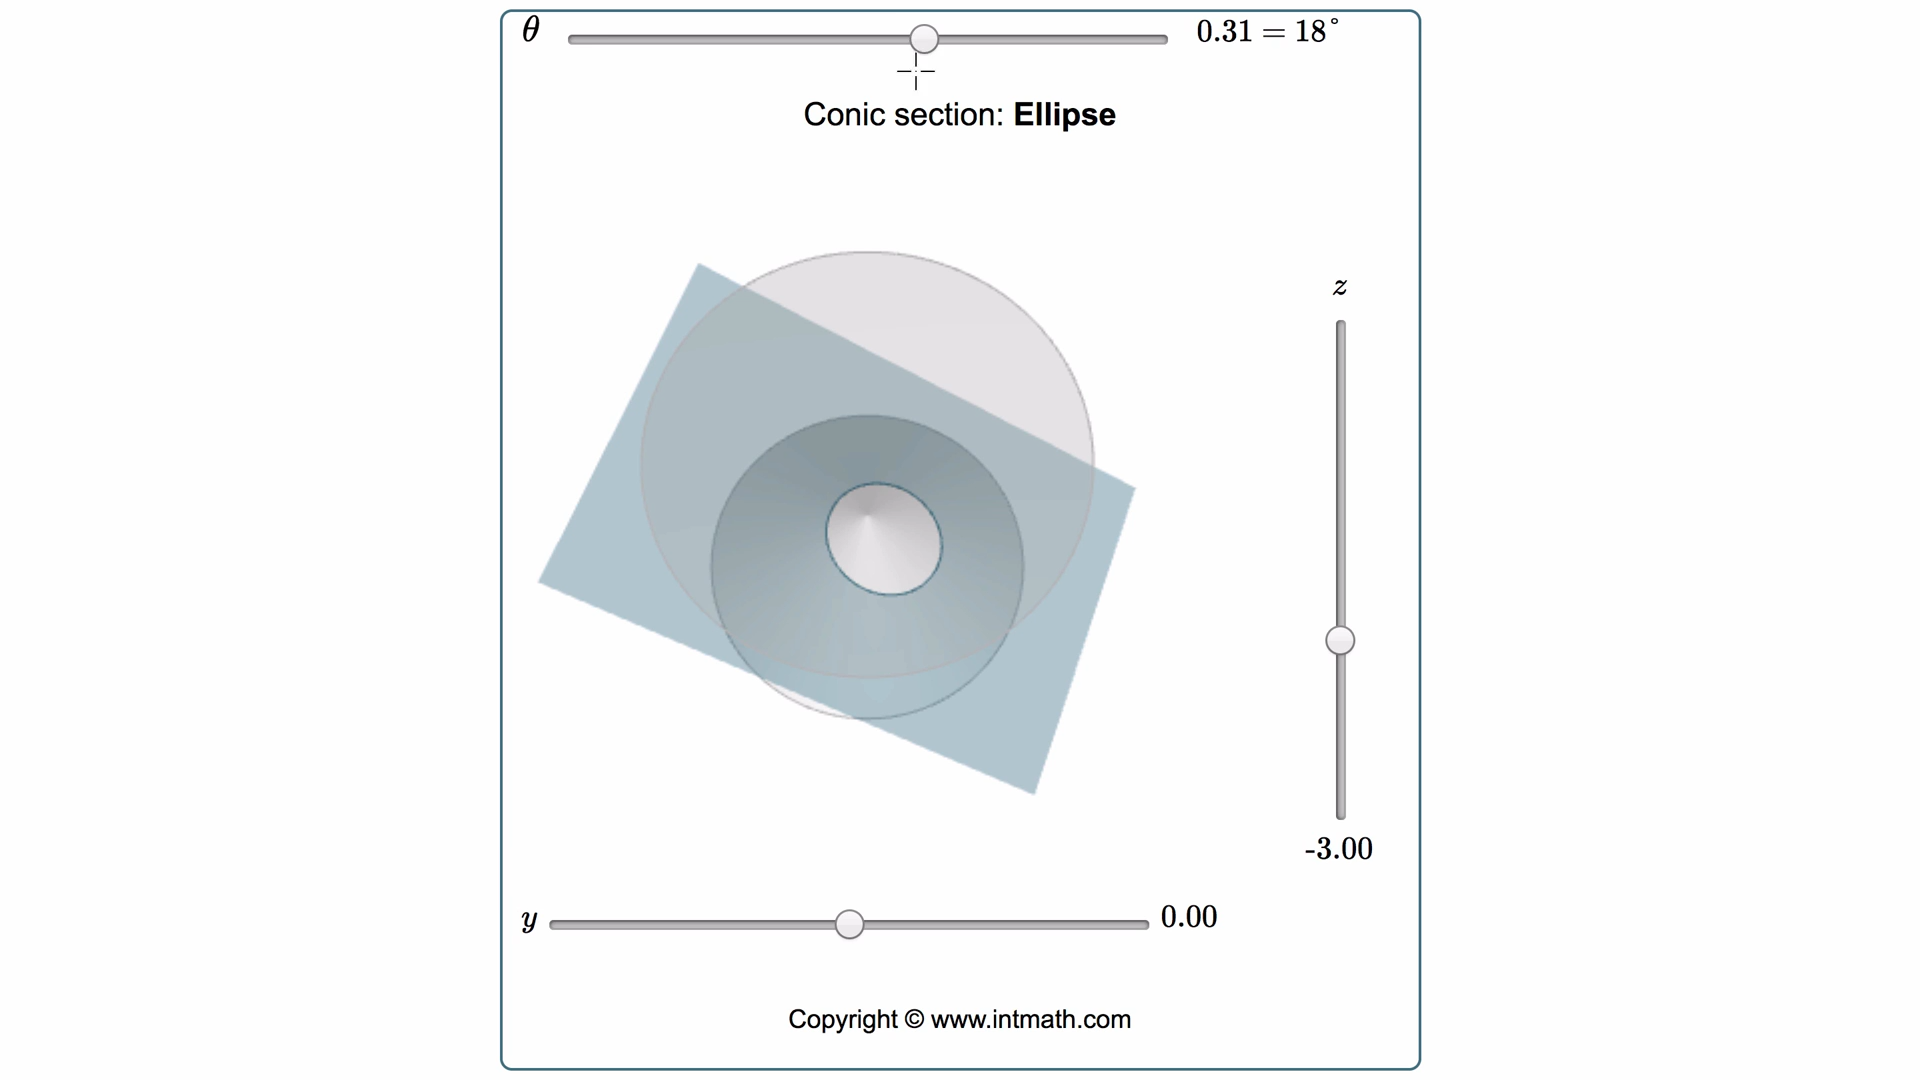 θ 0.31 = 18°
Conic section: Ellipse
z
-3.00
y 0.00
Copyright © www.intmath.com